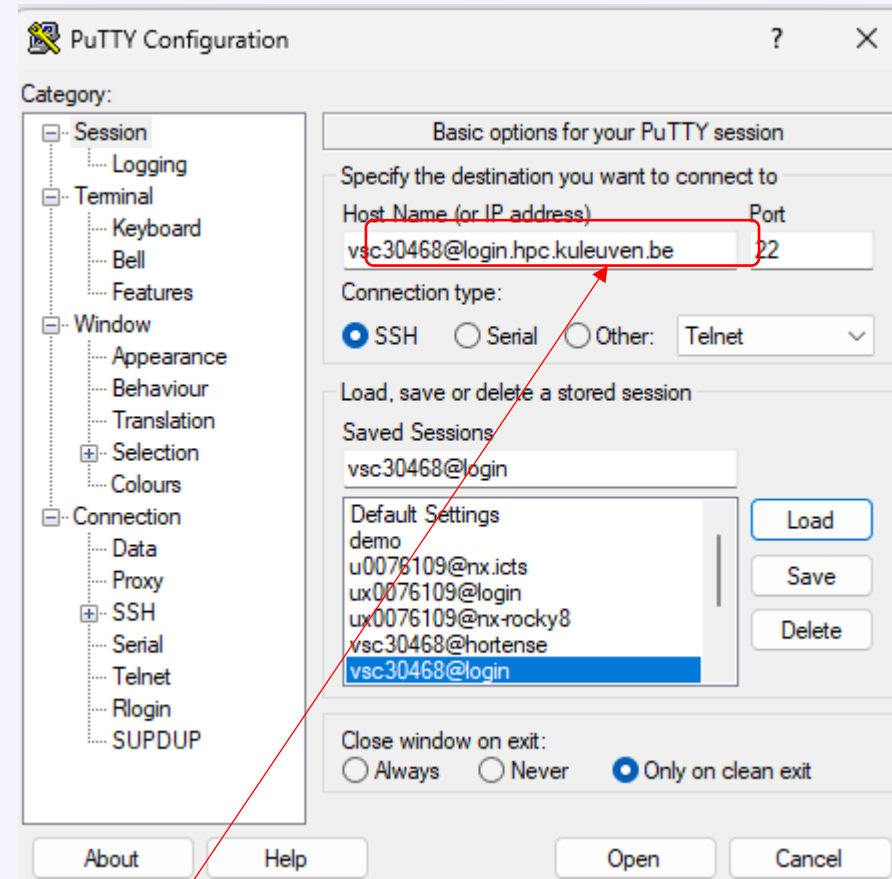 PuTTY Configuration ? ×
Category:
Session
Logging
Terminal
Keyboard
Bell
Features
Window
Appearance
Behaviour
Translation
Selection
Colours
Connection
Data
Proxy
SSH
Serial
Telnet
Rlogin
SUPDUP
Basic options for your PuTTY session
Specify the destination you want to connect to
Host Name (or IP address) Port
vsc30468@login.hpc.kuleuven.be 22
Connection type:
SSH Serial Other: Telnet
Load, save or delete a stored session
Saved Sessions
vsc30468@login
Default Settings
demo
u0076109@nx.icts
ux0076109@login
ux0076109@nx-rocky8
vsc30468@hortense
vsc30468@login
Load
Save
Delete
Close window on exit:
Always Never Only on clean exit
About Help Open Cancel